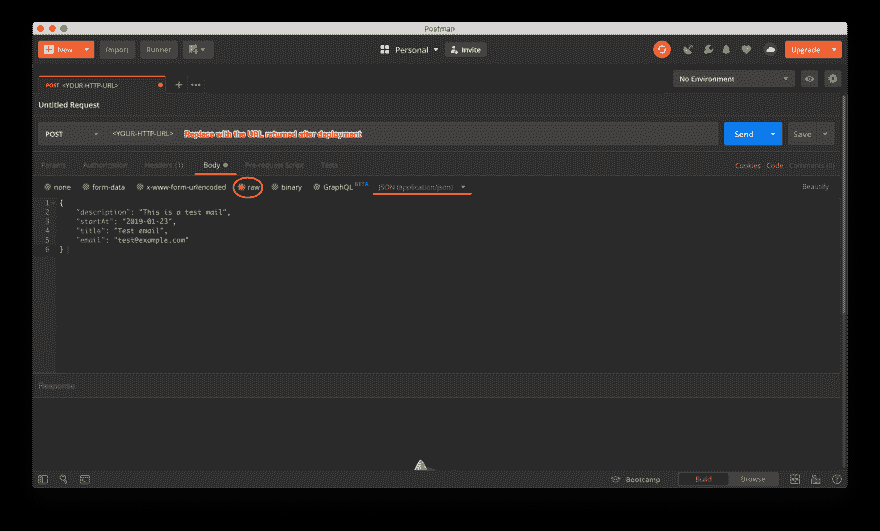 Postman
New Import Runner Personal Invite Upgrade
POST <YOUR-HTTP-URL> + ••• No Environment
Untitled Request
POST <YOUR-HTTP-URL> Replace with the URL returned after deployment Send Save
Params Authorization Headers (1) Body Pre-request Script Tests Cookies Code Comments (0)
none form-data x-www-form-urlencoded raw binary GraphQL BETA JSON (application/json) Beautify
1 {
2 "description": "This is a test mail",
3 "startAt": "2019-01-23",
4 "title": "Test email",
5 "email": "test@example.com"
6 }
Response
Bootcamp Build Browse